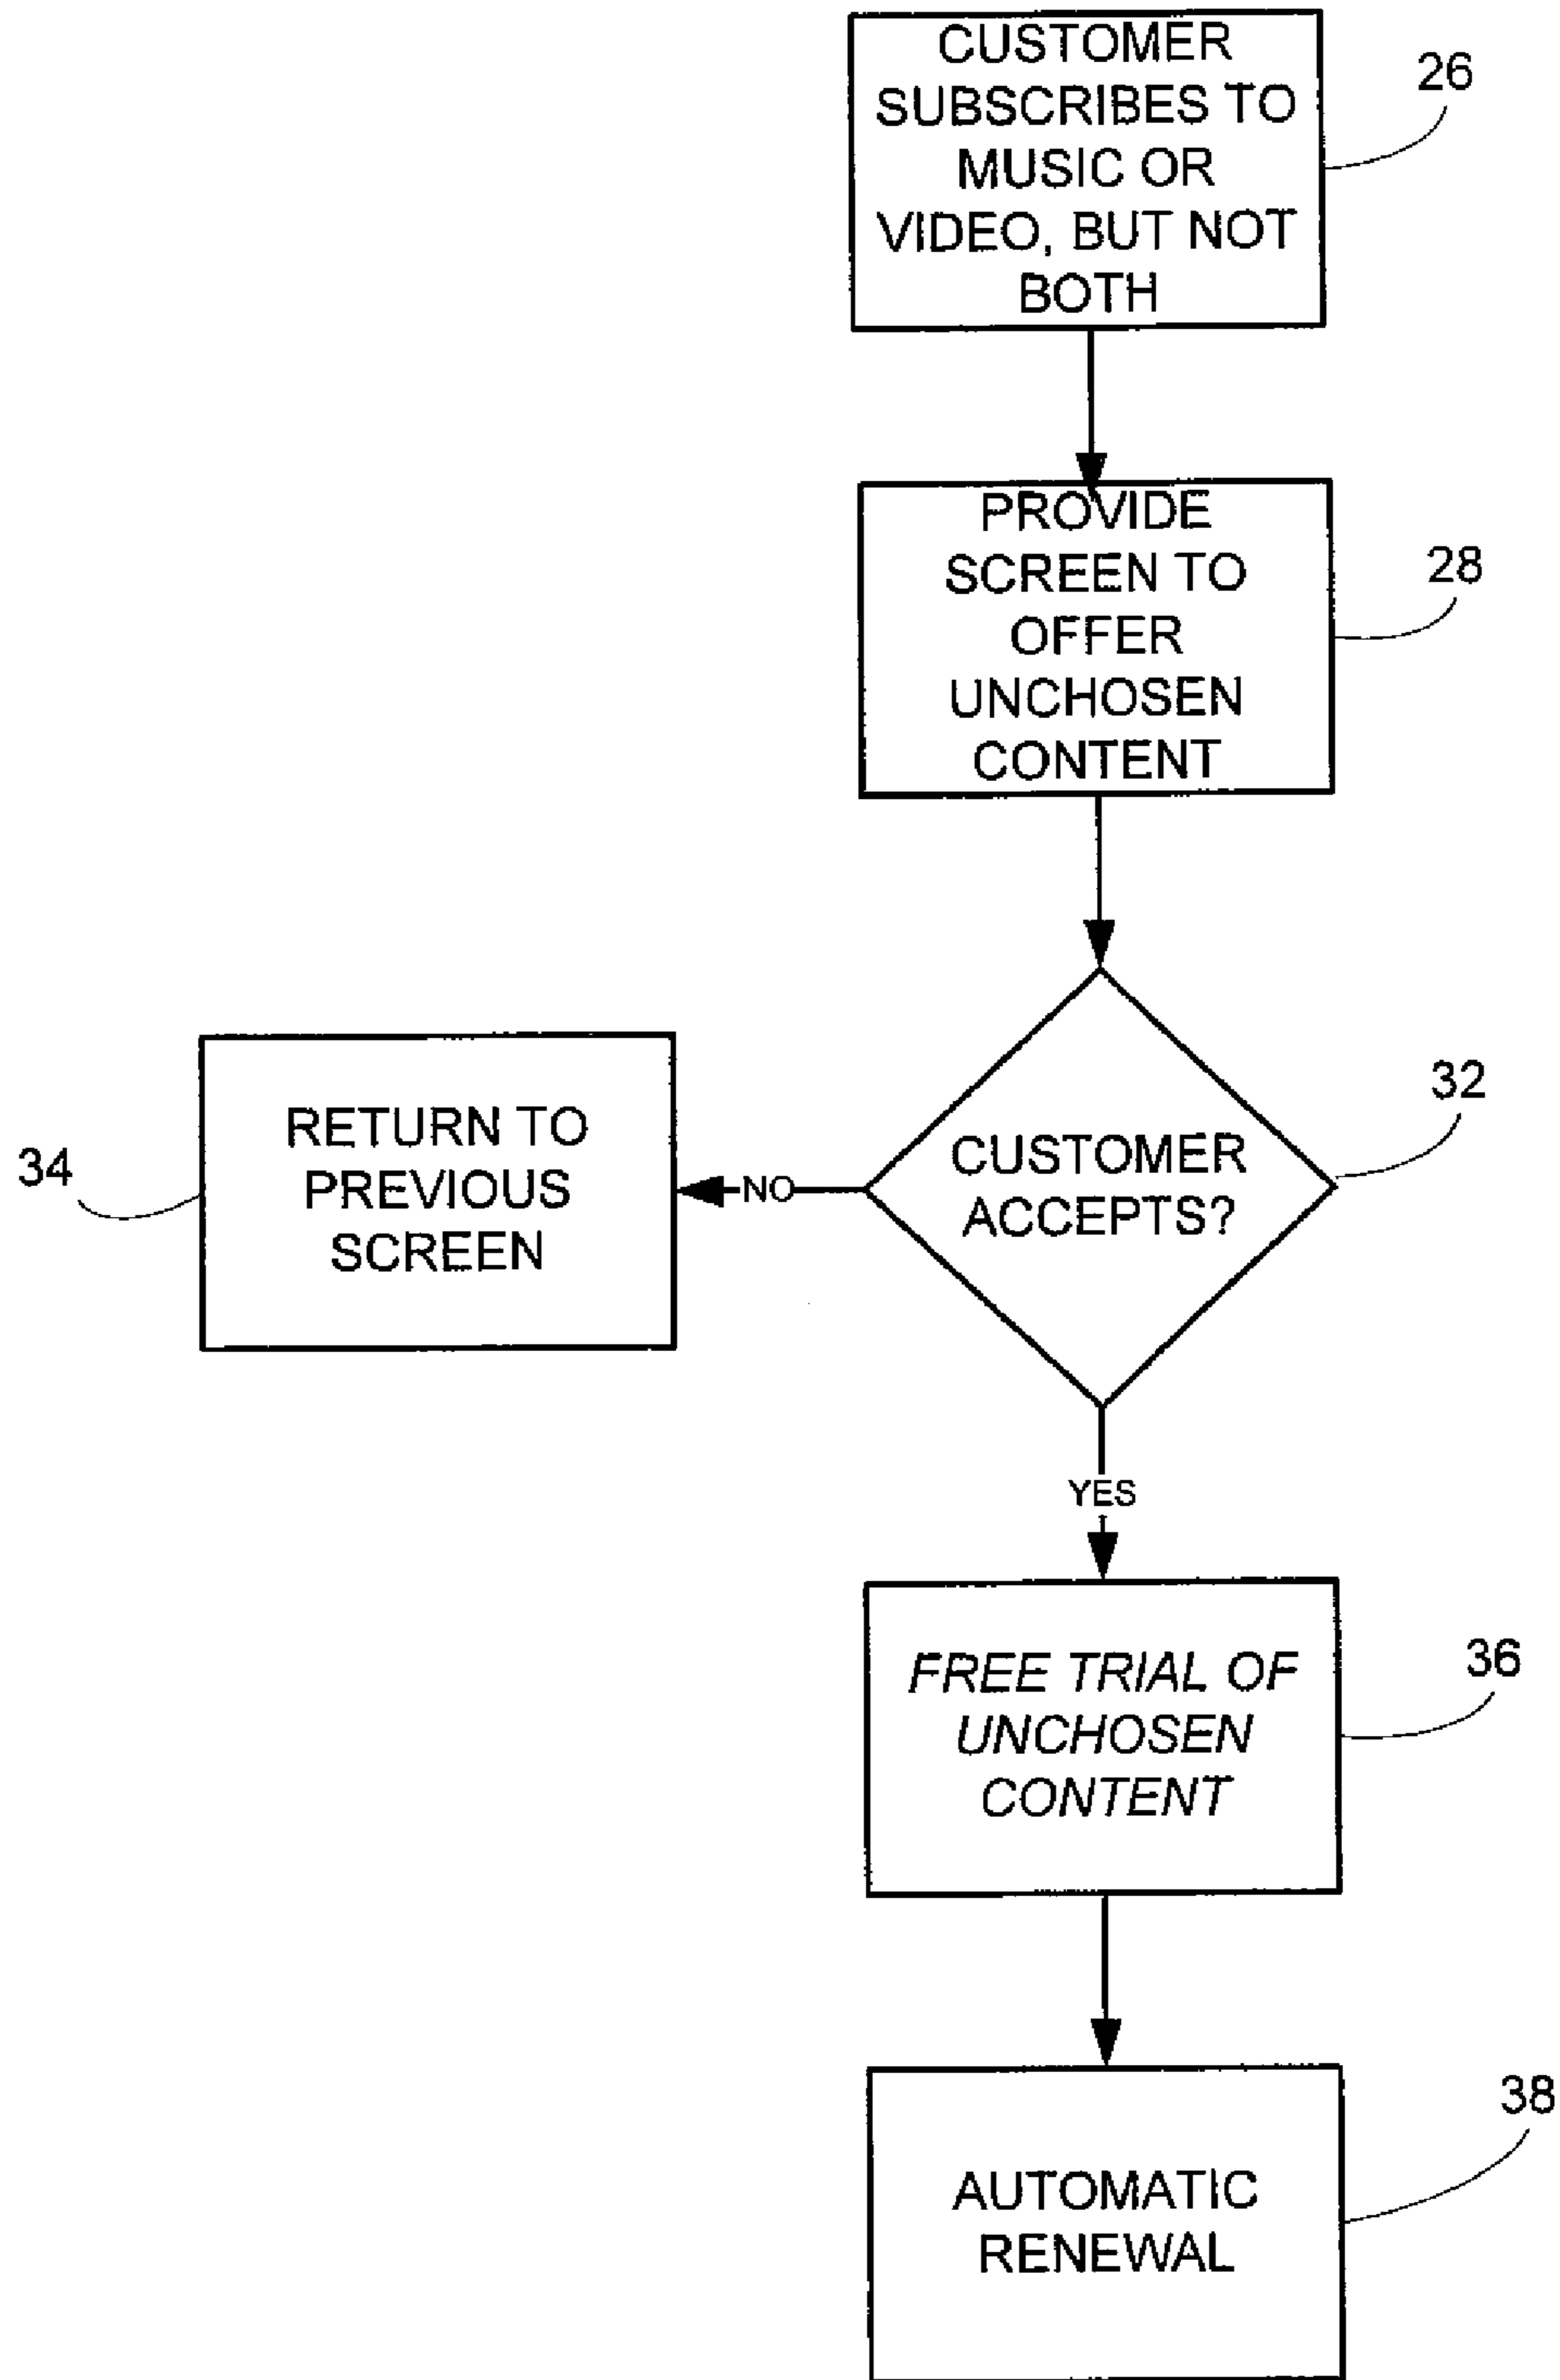 CUSTOMER
SUBSCRIBES TO
MUSIC OR
VIDEO, BUT NOT
BOTH
26
PROVIDE
SCREEN TO
OFFER
UNCHOSEN
CONTENT
28
CUSTOMER
ACCEPTS?
32
NO
RETURN TO
PREVIOUS
SCREEN
34
YES
FREE TRIAL OF
UNCHOSEN
CONTENT
36
AUTOMATIC
RENEWAL
38